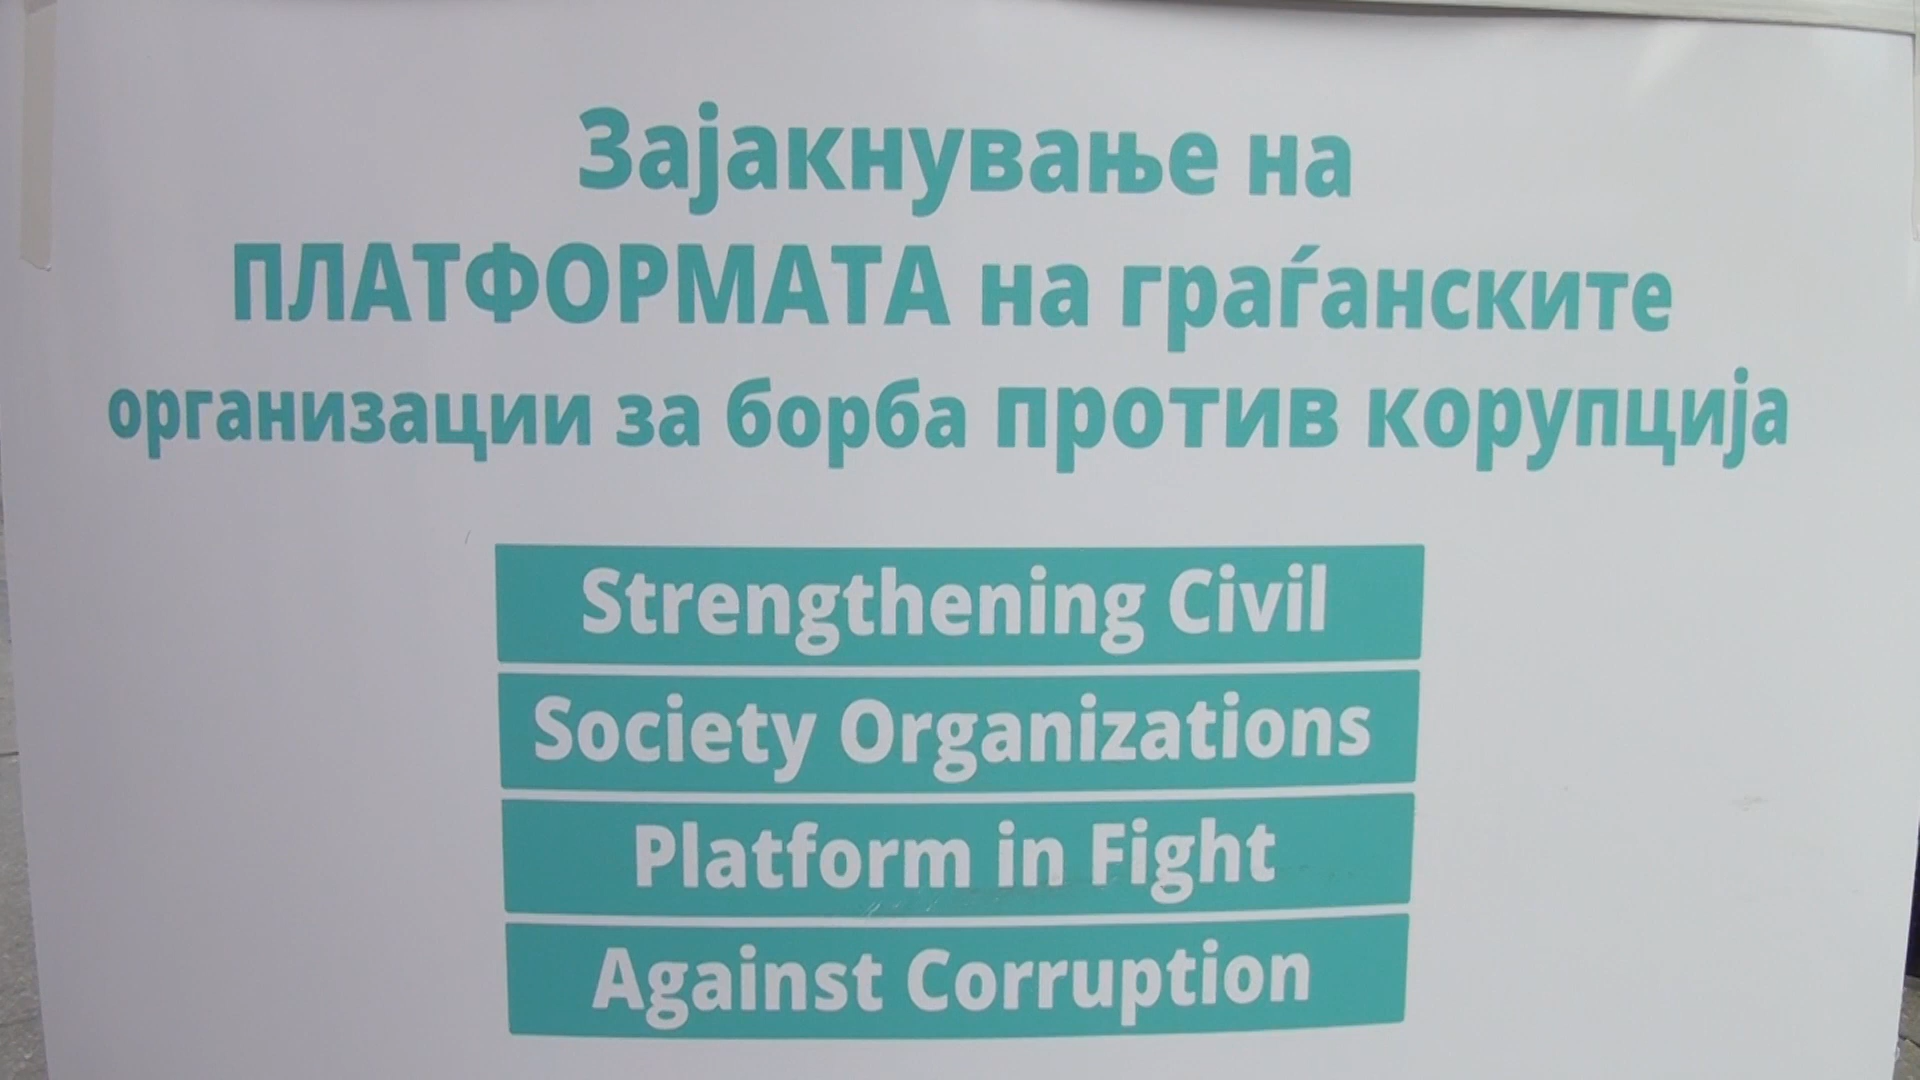 Зајакнување на
ПЛАТФОРМАТА на граѓанските
организации за борба против корупција
Strengthening Civil
Society Organizations
Platform in Fight
Against Corruption